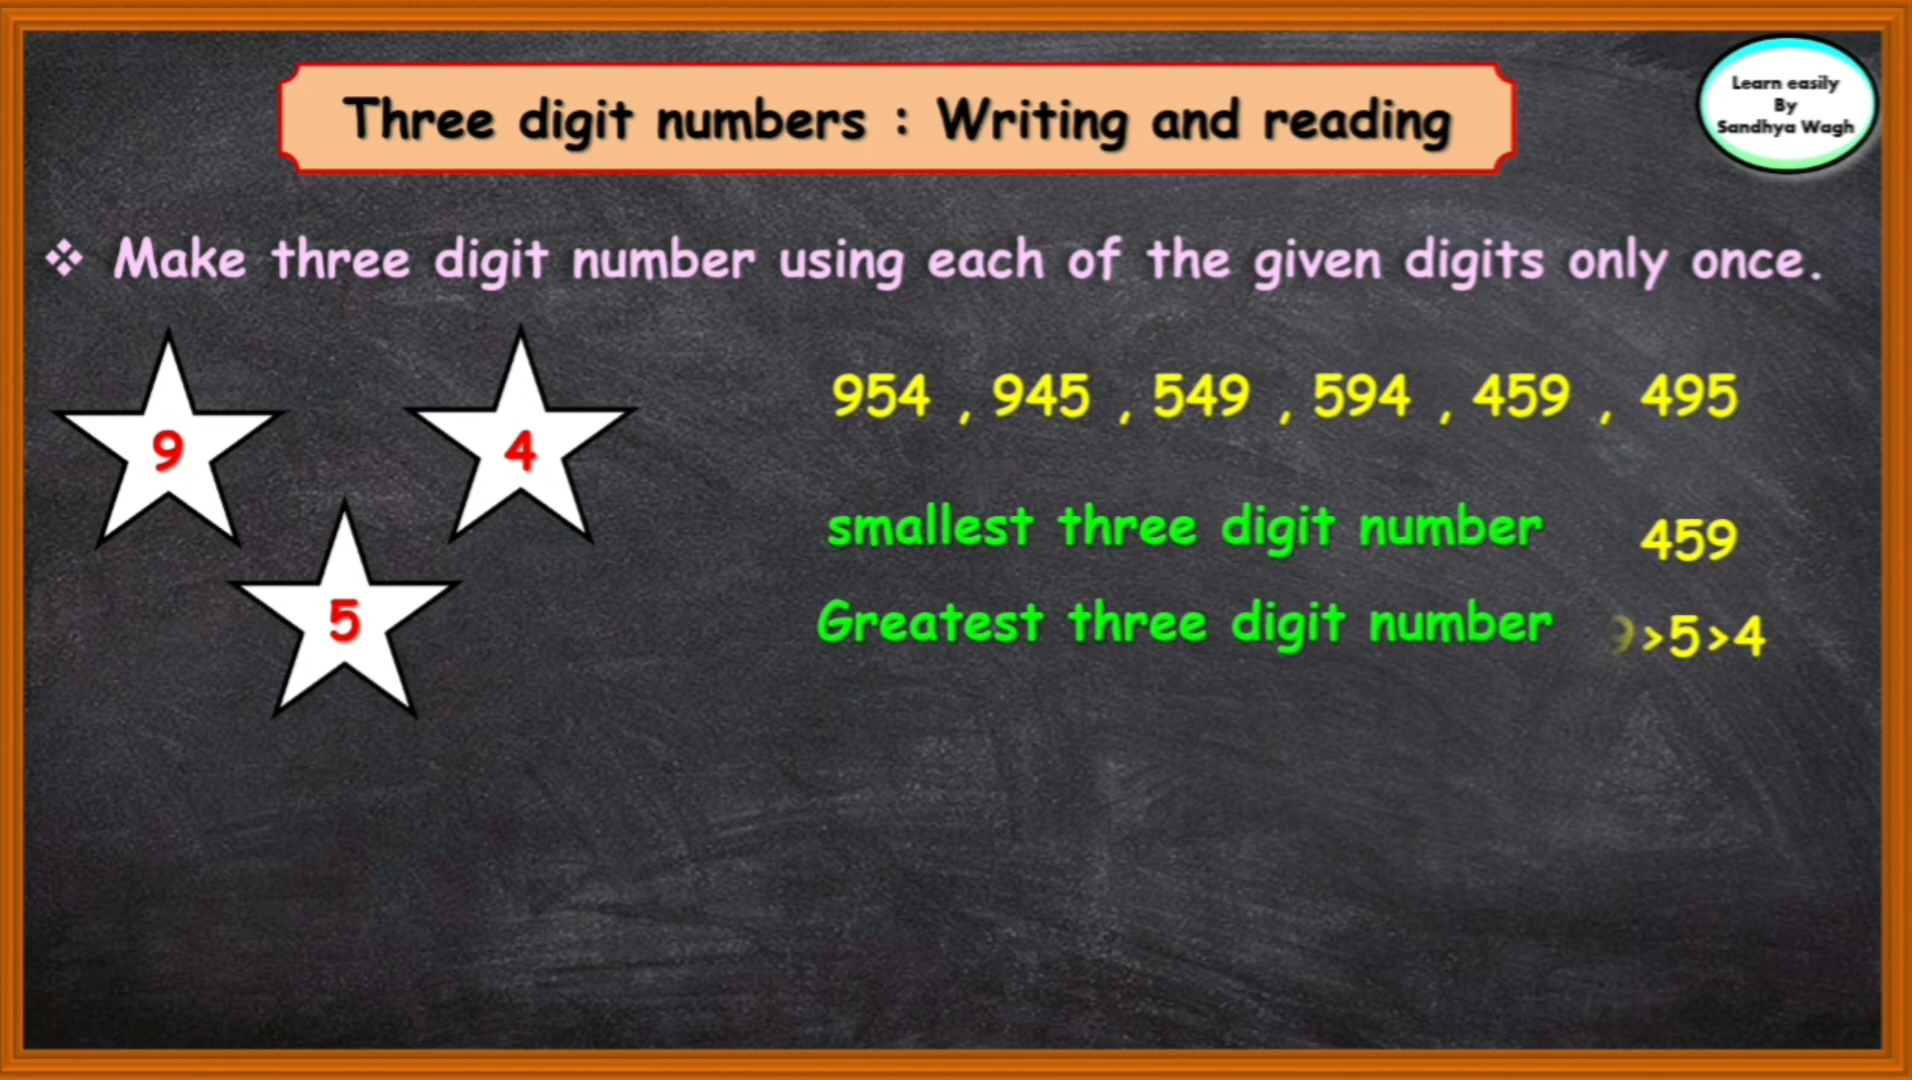 Three digit numbers : Writing and reading
Learn easily
By
Sandhya Wagh
❖ Make three digit number using each of the given digits only once.
9
4
5
954 , 945 , 549 , 594 , 459 , 495
smallest three digit number 459
Greatest three digit number 9>5>4